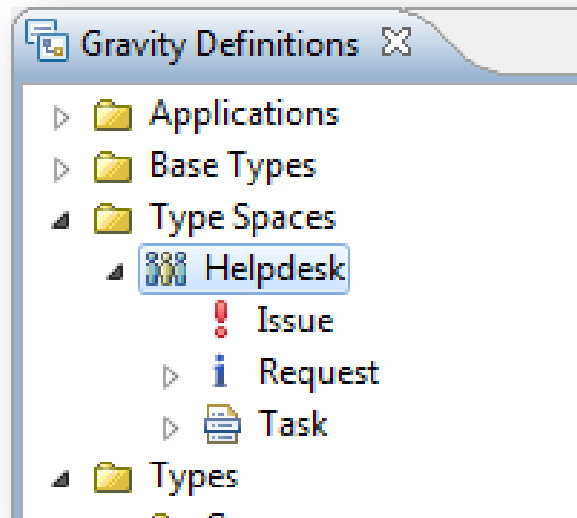 Gravity Definitions
Applications
Base Types
Type Spaces
Helpdesk
Issue
Request
Task
Types